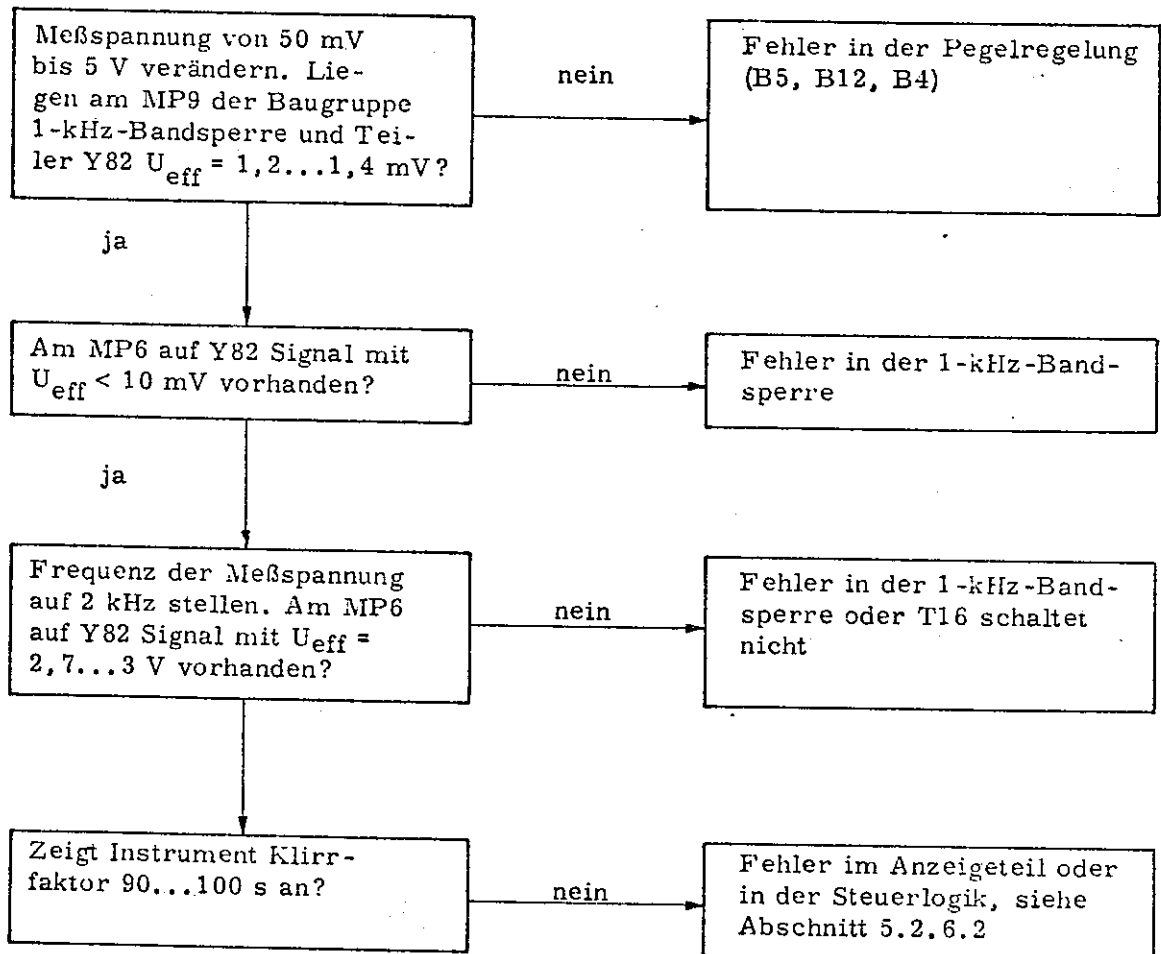 Meßspannung von 50 mV
bis 5 V verändern. Lie-
gen am MP9 der Baugruppe
1-kHz-Bandsperre und Tei-
ler Y82 U_eff = 1,2...1,4 mV?
nein
Fehler in der Pegelregelung
(B5, B12, B4)
ja
Am MP6 auf Y82 Signal mit
U_eff < 10 mV vorhanden?
nein
Fehler in der 1-kHz-Band-
sperre
ja
Frequenz der Meßspannung
auf 2 kHz stellen. Am MP6
auf Y82 Signal mit U_eff =
2,7...3 V vorhanden?
nein
Fehler in der 1-kHz-Band-
sperre oder T16 schaltet
nicht
Zeigt Instrument Klirr-
faktor 90...100 s an?
nein
Fehler im Anzeigeteil oder
in der Steuerlogik, siehe
Abschnitt 5.2.6.2